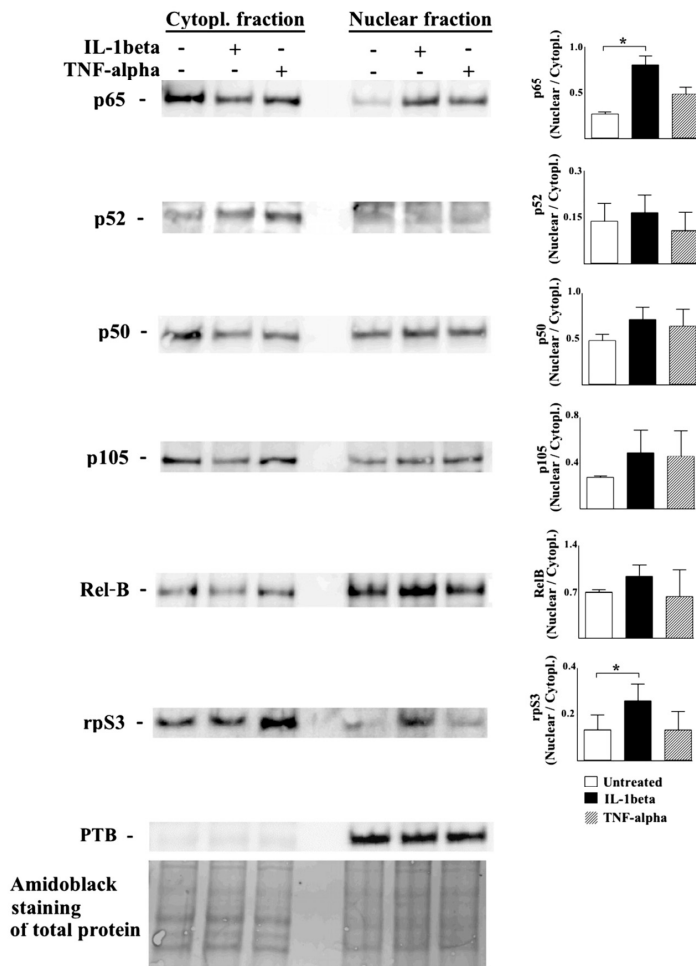 Cytopl. fraction Nuclear fraction
IL-1beta - + - - + -
TNF-alpha - - + - - +
p65 -
p65
(Nuclear / Cytopl.)
1.0
0.5
*
p52 -
p52
(Nuclear / Cytopl.)
0.3
0.15
p50 -
p50
(Nuclear / Cytopl.)
1.0
0.5
p105 -
p105
(Nuclear / Cytopl.)
0.8
0.4
Rel-B -
RelB
(Nuclear / Cytopl.)
1.4
0.7
rpS3 -
rpS3
(Nuclear / Cytopl.)
0.4
0.2
*
Untreated
IL-1beta
TNF-alpha
PTB -
Amidoblack
staining
of total protein